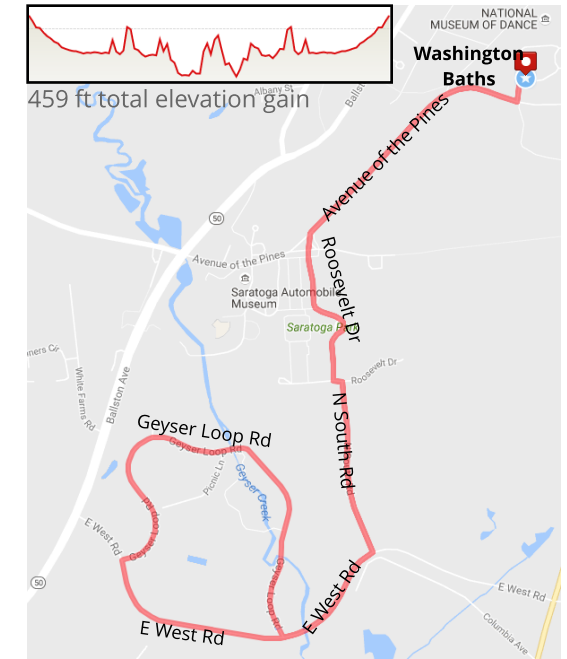 NATIONAL
MUSEUM OF DANCE
Washington
Baths
459 ft total elevation gain
Albany St
Ballst
Avenue of the Pines
50
Avenue of the Pines
Roosevelt Dr
Saratoga Automobile
Museum
Saratoga P
Roosevelt Dr
ners Cir
White Farms Rd
Ballston Ave
N South Rd
Geyser Loop Rd
Geyser Loop Rd
Picnic Ln
Geyser Creek
Geyser Loop Rd
E West Rd
Geyser Loop Rd
50
E West Rd
E West Rd
E West Rd
Columbia Ave